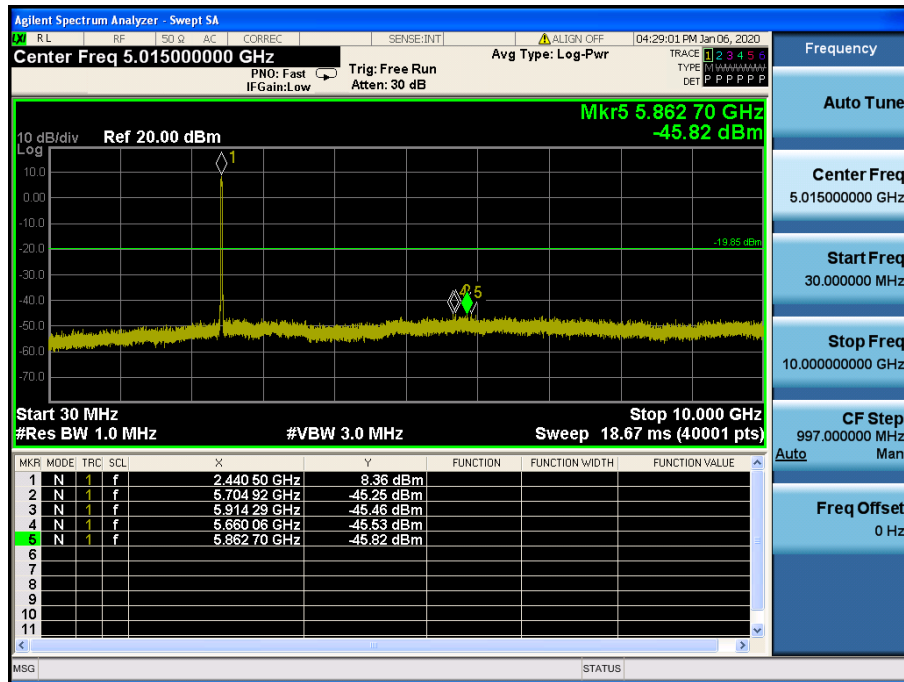 Agilent Spectrum Analyzer - Swept SA
LXI RL RF 50 Ω AC CORREC SENSE:INT ALIGN OFF 04:29:01 PM Jan 06, 2020
Center Freq 5.015000000 GHz
PNO: Fast
IFGain:Low
Trig: Free Run
Atten: 30 dB
Avg Type: Log-Pwr
TRACE 1 2 3 4 5 6
TYPE M WWWWW
DET P P P P P P
Mkr5 5.862 70 GHz
-45.82 dBm
10 dB/div Ref 20.00 dBm
Log
10.0
0.00
-10.0
-20.0
-30.0
-40.0
-50.0
-60.0
-70.0
1
-19.85 dBm
5
Start 30 MHz Stop 10.000 GHz
#Res BW 1.0 MHz #VBW 3.0 MHz Sweep 18.67 ms (40001 pts)
MKR MODE TRC SCL X Y FUNCTION FUNCTION WIDTH FUNCTION VALUE
1 N 1 f 2.440 50 GHz 8.36 dBm
2 N 1 f 5.704 92 GHz -45.25 dBm
3 N 1 f 5.914 29 GHz -45.46 dBm
4 N 1 f 5.660 06 GHz -45.53 dBm
5 N 1 f 5.862 70 GHz -45.82 dBm
6
7
8
9
10
11
MSG STATUS
Frequency
Auto Tune
Center Freq
5.015000000 GHz
Start Freq
30.000000 MHz
Stop Freq
10.000000000 GHz
CF Step
997.000000 MHz
Auto Man
Freq Offset
0 Hz